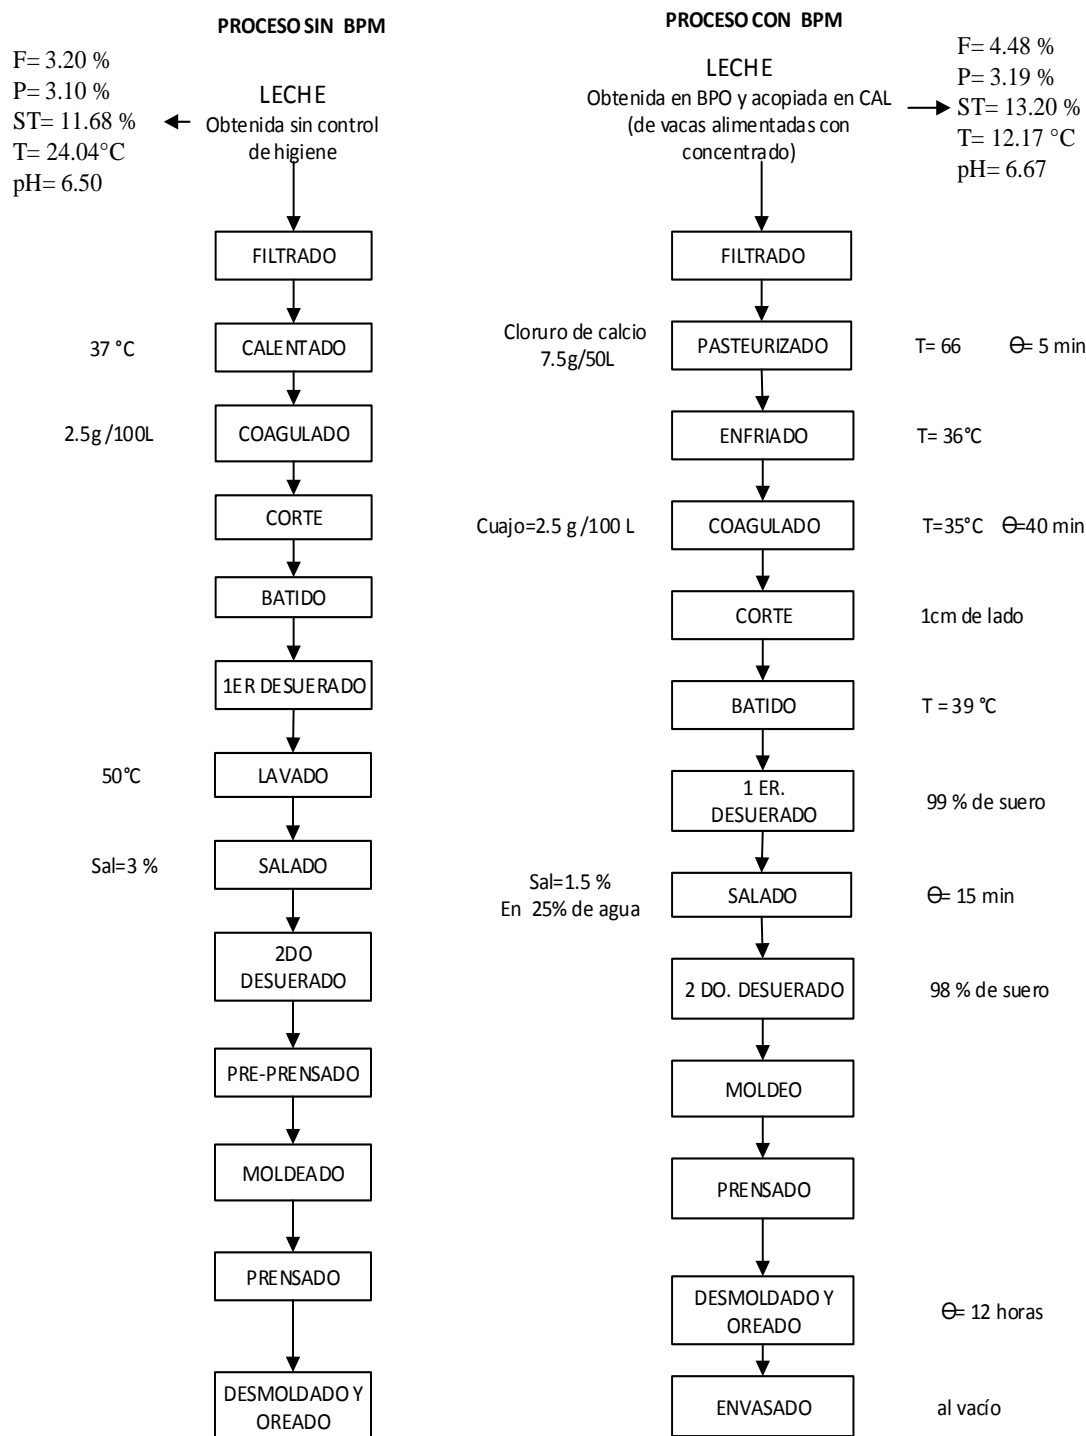 PROCESO SIN BPM
F= 3.20 %
P= 3.10 %
ST= 11.68 %
T= 24.04°C
pH= 6.50
LECHE
Obtenida sin control
de higiene
FILTRADO
37 °C
CALENTADO
2.5g /100L
COAGULADO
CORTE
BATIDO
1ER DESUERADO
50°C
LAVADO
Sal=3 %
SALADO
2DO
DESUERADO
PRE-PRENSADO
MOLDEADO
PRENSADO
DESMOLDADO Y
OREADO
PROCESO CON BPM
LECHE
Obtenida en BPO y acopiada en CAL
(de vacas alimentadas con
concentrado)
F= 4.48 %
P= 3.19 %
ST= 13.20 %
T= 12.17 °C
pH= 6.67
FILTRADO
Cloruro de calcio
7.5g/50L
PASTEURIZADO
T= 66 Ɵ= 5 min
ENFRIADO
T= 36°C
Cuajo=2.5 g /100 L
COAGULADO
T=35°C Ɵ=40 min
CORTE
1cm de lado
BATIDO
T = 39 °C
1 ER.
DESUERADO
99 % de suero
Sal=1.5 %
En 25% de agua
SALADO
Ɵ= 15 min
2 DO. DESUERADO
98 % de suero
MOLDEO
PRENSADO
DESMOLDADO Y
OREADO
Ɵ= 12 horas
ENVASADO
al vacío